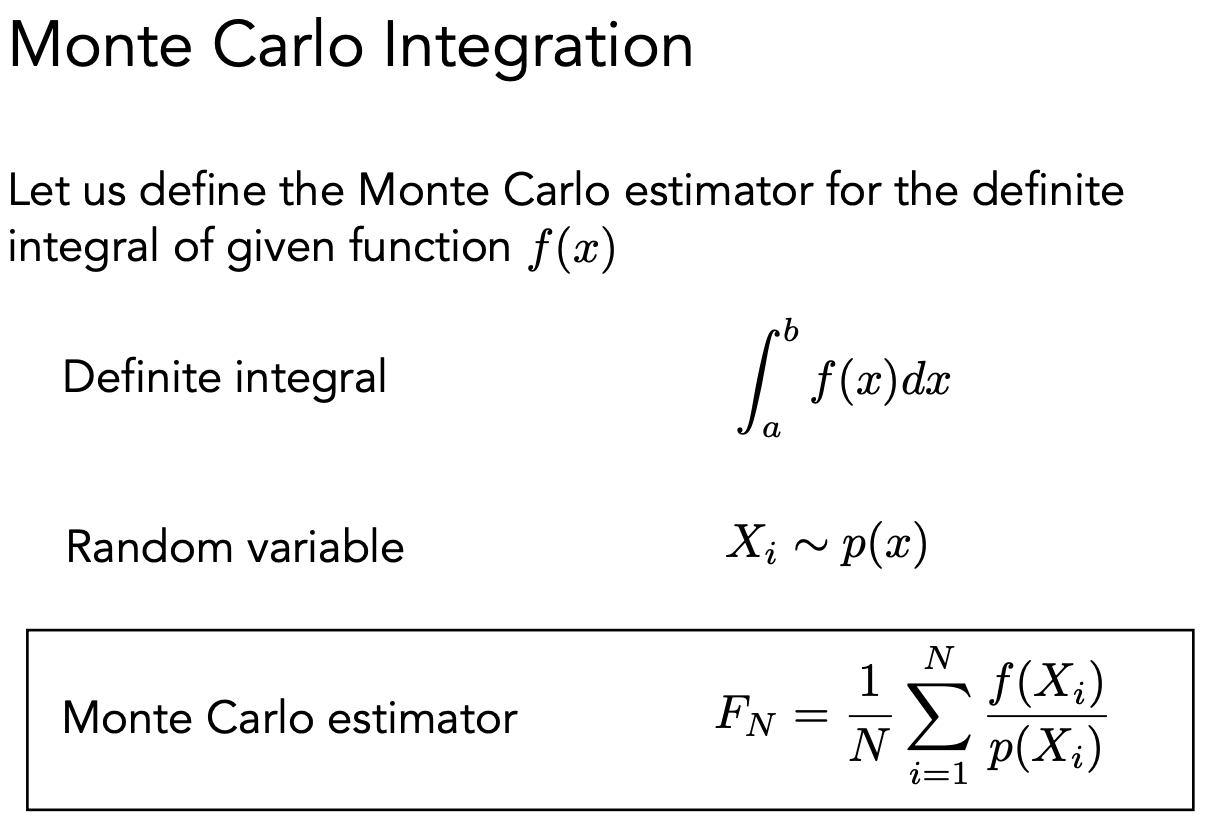 Monte Carlo Integration
Let us define the Monte Carlo estimator for the definite
integral of given function $f(x)$
Definite integral $\int_a^b f(x)dx$
Random variable $X_i \sim p(x)$
Monte Carlo estimator $F_N = \frac{1}{N} \sum_{i=1}^{N} \frac{f(X_i)}{p(X_i)}$